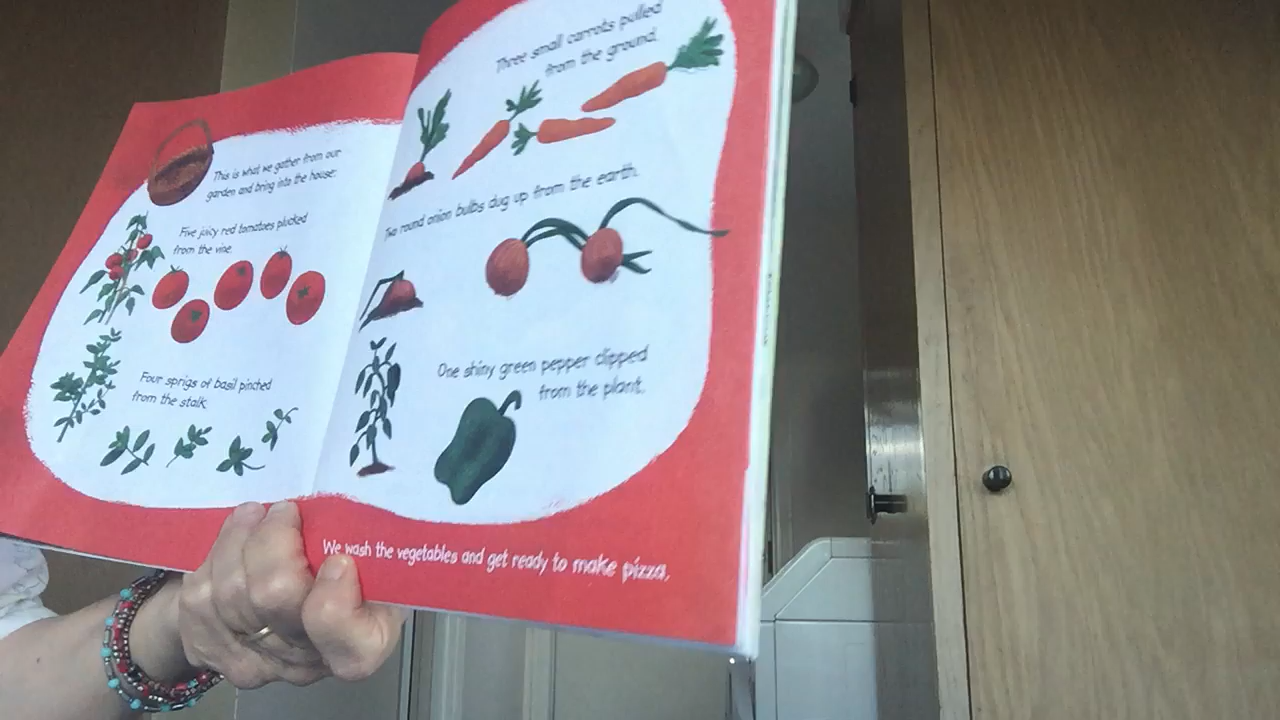 This is what we gather from our
garden and bring into the house:
Five juicy red tomatoes plucked
from the vine.
Four sprigs of basil pinched
from the stalk.
Three small carrots pulled
from the ground.
Two round onion bulbs dug up from the earth.
One shiny green pepper clipped
from the plant.
We wash the vegetables and get ready to make pizza.